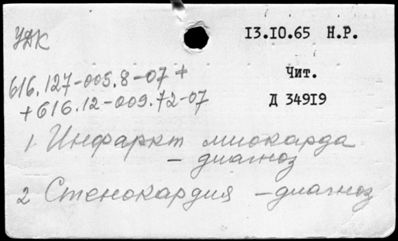 УДК
13.10.65 Н.Р.
Чит.
Д 34919
616.127-005.8-07 +
+616.12-009.72-07
1 Инфаркт миокарда
- диагноз
2 Стенокардия - диагноз